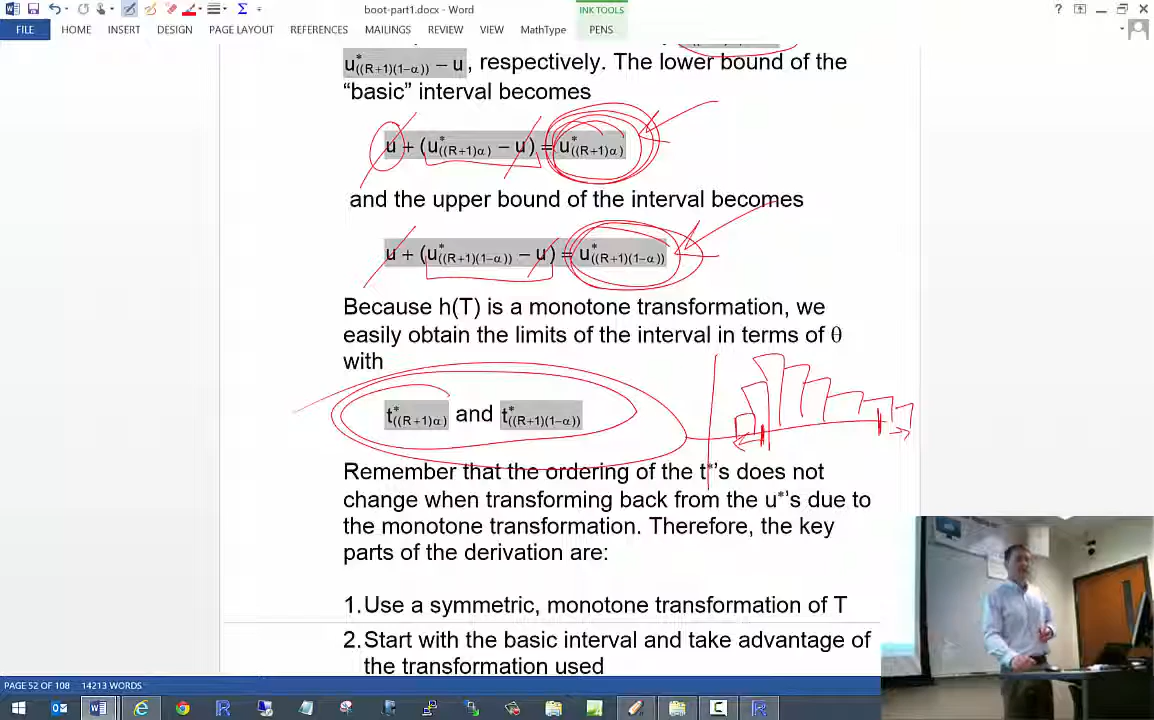 boot-part1.docx - Word
INK TOOLS
FILE HOME INSERT DESIGN PAGE LAYOUT REFERENCES MAILINGS REVIEW VIEW MathType PENS
u*((R+1)(1−α)) − u, respectively. The lower bound of the
“basic” interval becomes
u + (u*((R+1)α) − u) = u*((R+1)α)
and the upper bound of the interval becomes
u + (u*((R+1)(1−α)) − u) = u*((R+1)(1−α))
Because h(T) is a monotone transformation, we
easily obtain the limits of the interval in terms of θ
with
t*((R+1)α) and t*((R+1)(1−α))
Remember that the ordering of the t*’s does not
change when transforming back from the u*’s due to
the monotone transformation. Therefore, the key
parts of the derivation are:
1. Use a symmetric, monotone transformation of T
2. Start with the basic interval and take advantage of
the transformation used
PAGE 52 OF 108 14213 WORDS